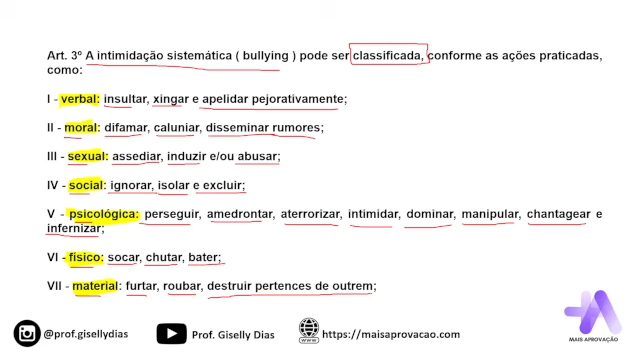 Art. 3º A intimidação sistemática ( bullying ) pode ser classificada, conforme as ações praticadas,
como:
I - verbal: insultar, xingar e apelidar pejorativamente;
II - moral: difamar, caluniar, disseminar rumores;
III - sexual: assediar, induzir e/ou abusar;
IV - social: ignorar, isolar e excluir;
V - psicológica: perseguir, amedrontar, aterrorizar, intimidar, dominar, manipular, chantagear e
infernizar;
VI - físico: socar, chutar, bater;
VII - material: furtar, roubar, destruir pertences de outrem;
@prof.gisellydias
Prof. Giselly Dias
WWW
https://maisaprovacao.com
MAIS APROVAÇÃO